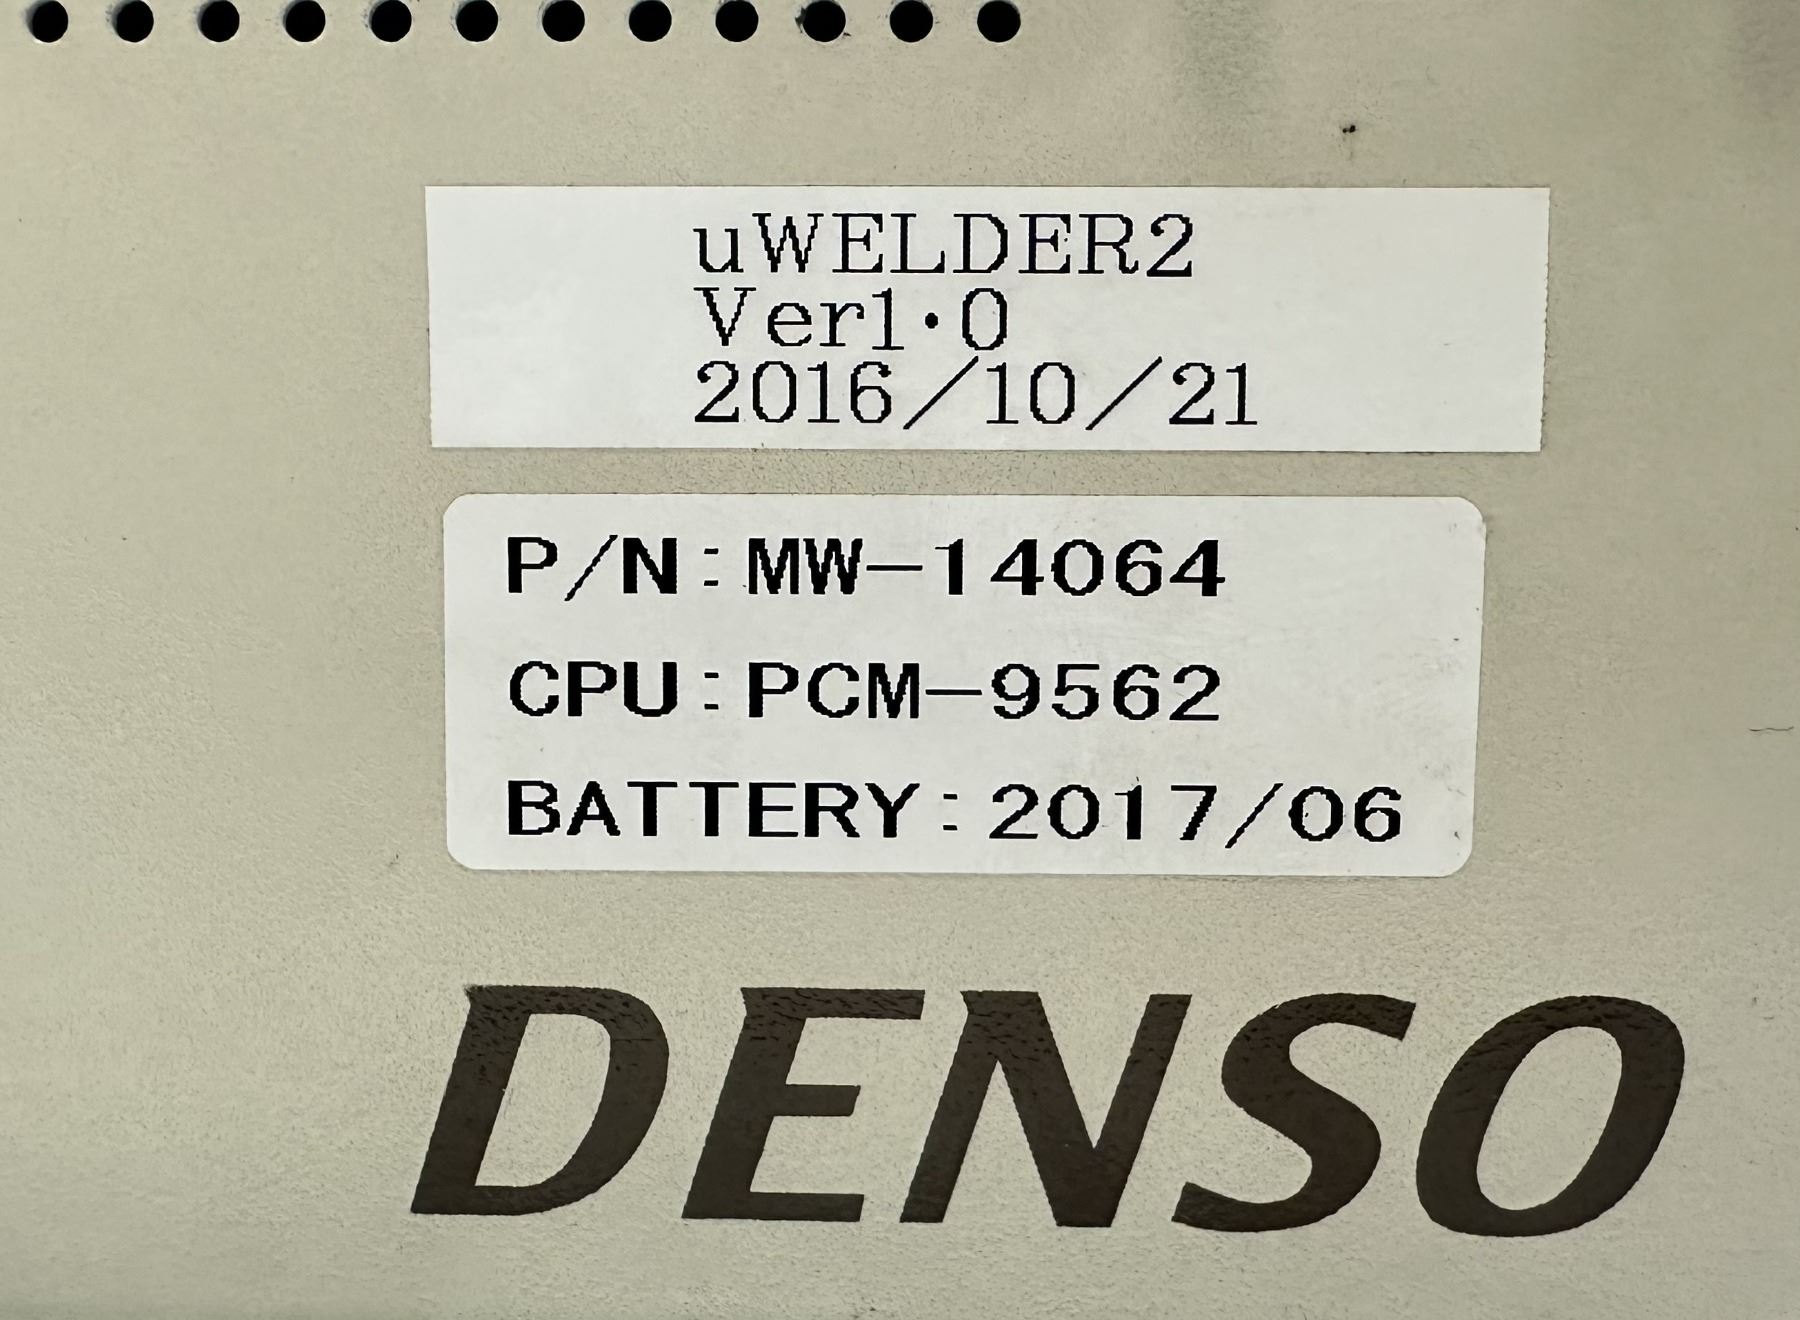 uWELDER2
Ver1・0
2016/10/21
P/N:MW-14064
CPU:PCM-9562
BATTERY:2017/06
DENSO